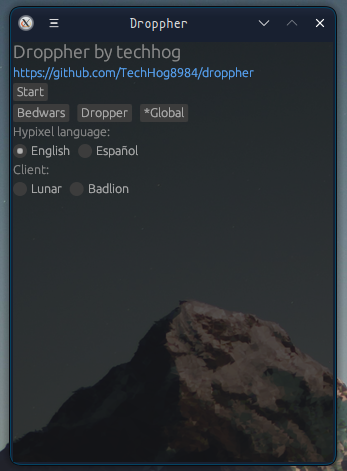 Droppher
Droppher by techhog
https://github.com/TechHog8984/droppher
Start
Bedwars Dropper *Global
Hypixel language:
English Español
Client:
Lunar Badlion